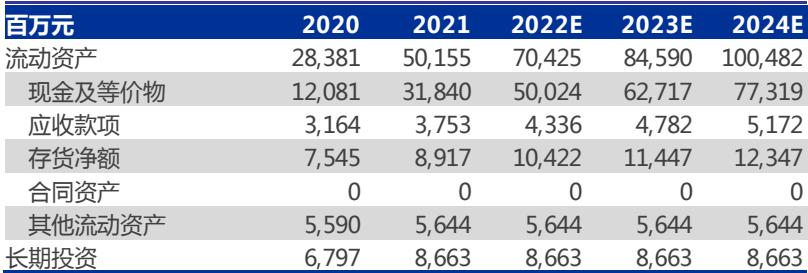 百万元 2020 2021 2022E 2023E 2024E
流动资产 28,381 50,155 70,425 84,590 100,482
现金及等价物 12,081 31,840 50,024 62,717 77,319
应收款项 3,164 3,753 4,336 4,782 5,172
存货净额 7,545 8,917 10,422 11,447 12,347
合同资产 0 0 0 0 0
其他流动资产 5,590 5,644 5,644 5,644 5,644
长期投资 6,797 8,663 8,663 8,663 8,663